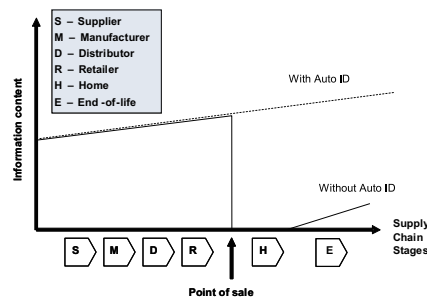 S – Supplier
M – Manufacturer
D – Distributor
R – Retailer
H – Home
E – End -of-life
Information content
With Auto ID
Without Auto ID
S M D R H E
Supply
Chain
Stages
Point of sale